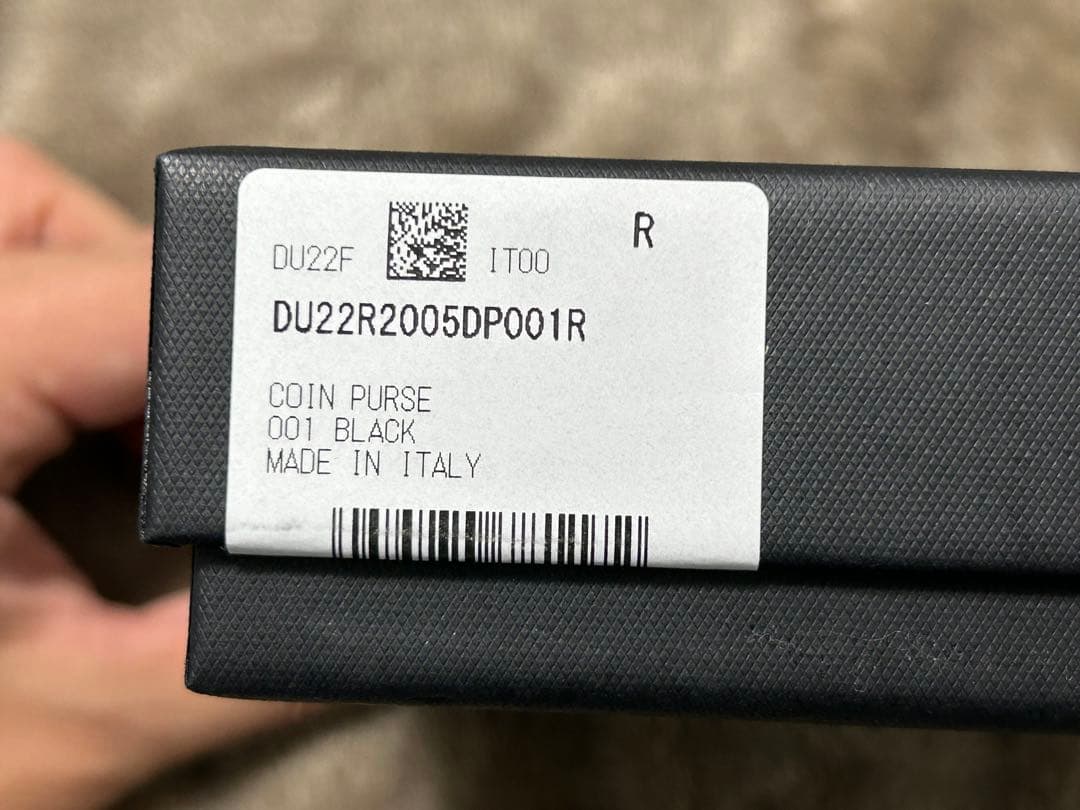 R
DU22F IT00
DU22R2005DP001R
COIN PURSE
001 BLACK
MADE IN ITALY